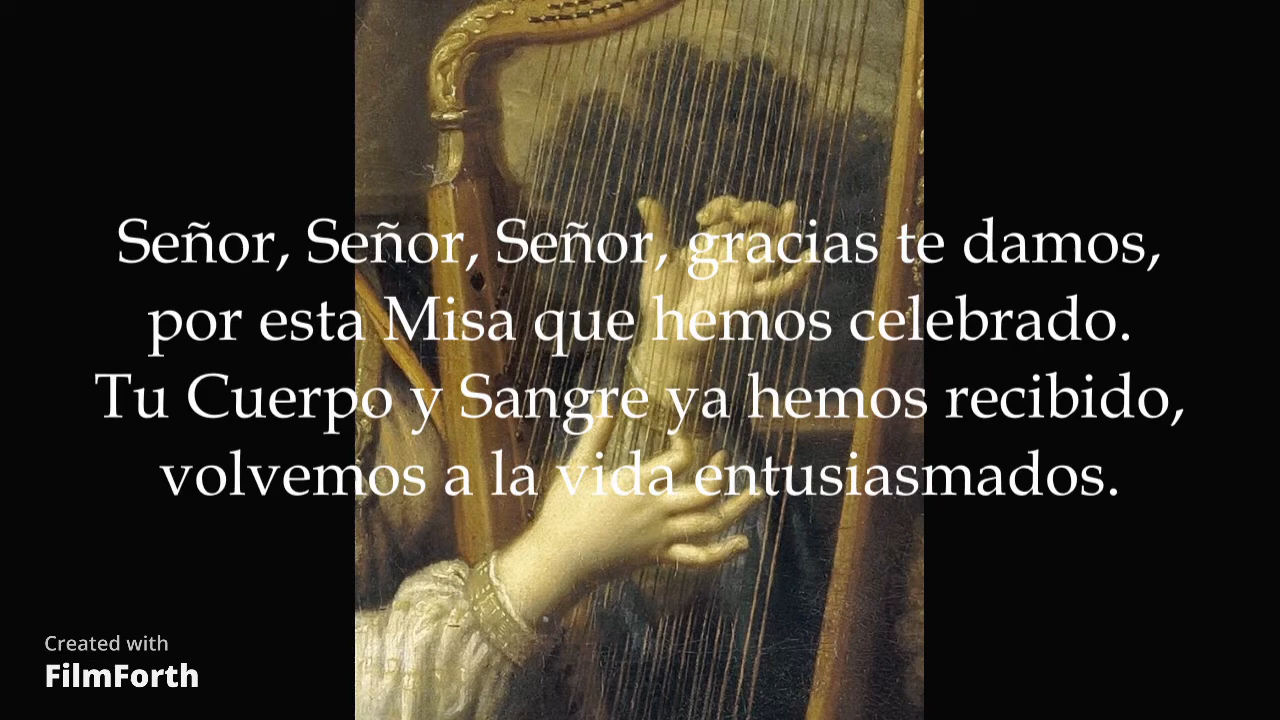 Señor, Señor, Señor, gracias te damos,
por esta Misa que hemos celebrado.
Tu Cuerpo y Sangre ya hemos recibido,
volvemos a la vida entusiasmados.
Created with
FilmForth